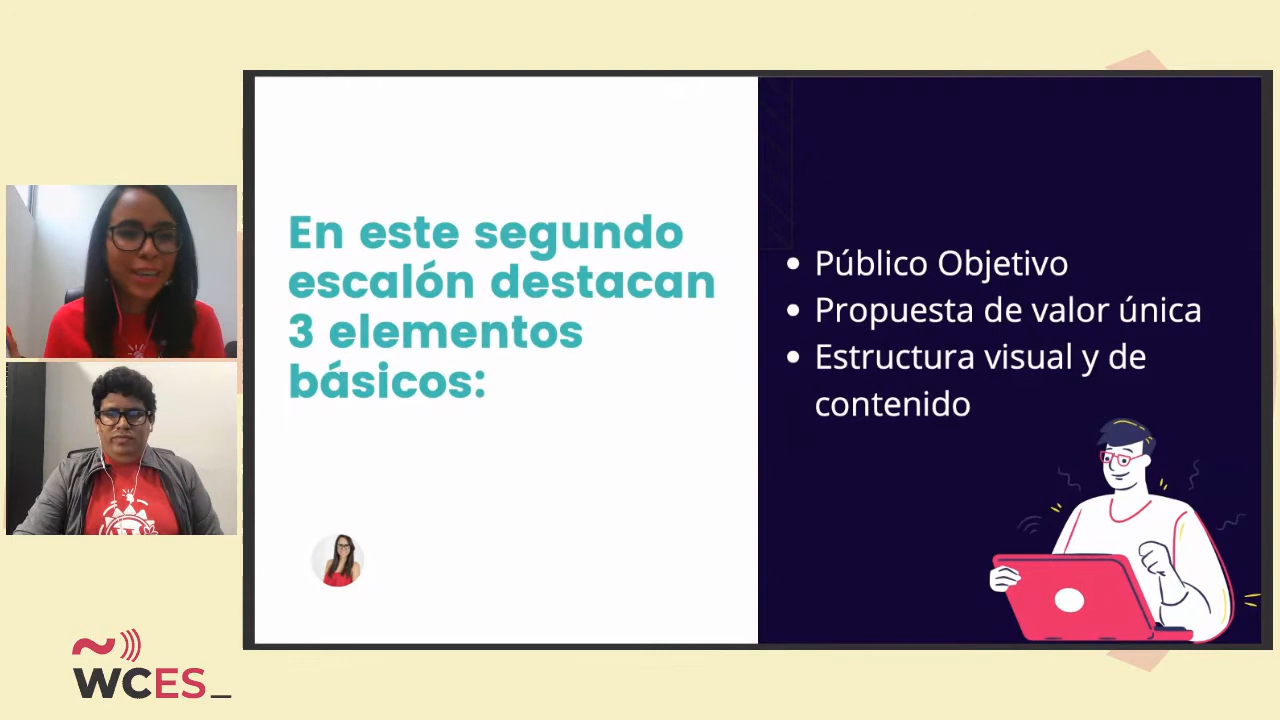 En este segundo
escalón destacan
3 elementos
básicos:
• Público Objetivo
• Propuesta de valor única
• Estructura visual y de
contenido
WCES_